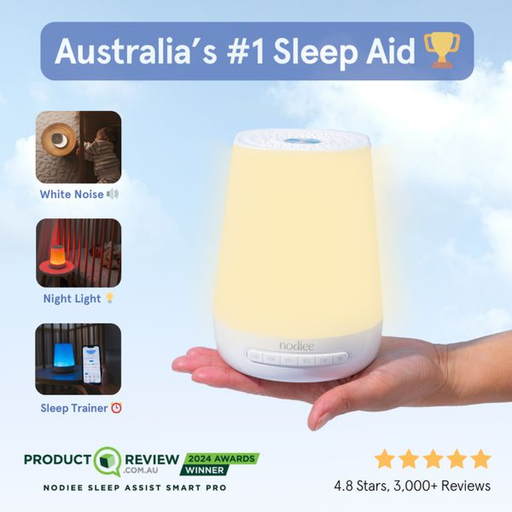 Australia's #1 Sleep Aid
White Noise
Night Light
Sleep Trainer
nodiee
PRODUCT REVIEW
.COM.AU
2024 AWARDS
WINNER
NODIEE SLEEP ASSIST SMART PRO
4.8 Stars, 3,000+ Reviews